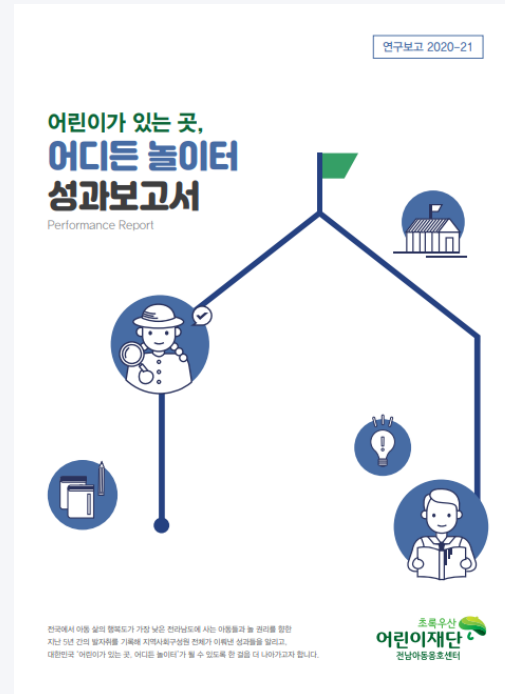 연구보고 2020-21
어린이가 있는 곳,
어디든 놀이터
성과보고서
Performance Report
전국에서 아동 삶의 행복도가 가장 낮은 전라남도에 사는 아동들과 놀 권리를 향한
지난 5년 간의 발자취를 기록해 지역사회구성원 전체가 이뤄낸 성과들을 알리고,
대한민국 '어린이가 있는 곳, 어디든 놀이터'가 될 수 있도록 한 걸음 더 나아가고자 합니다.
초록우산
어린이재단
전남아동옹호센터